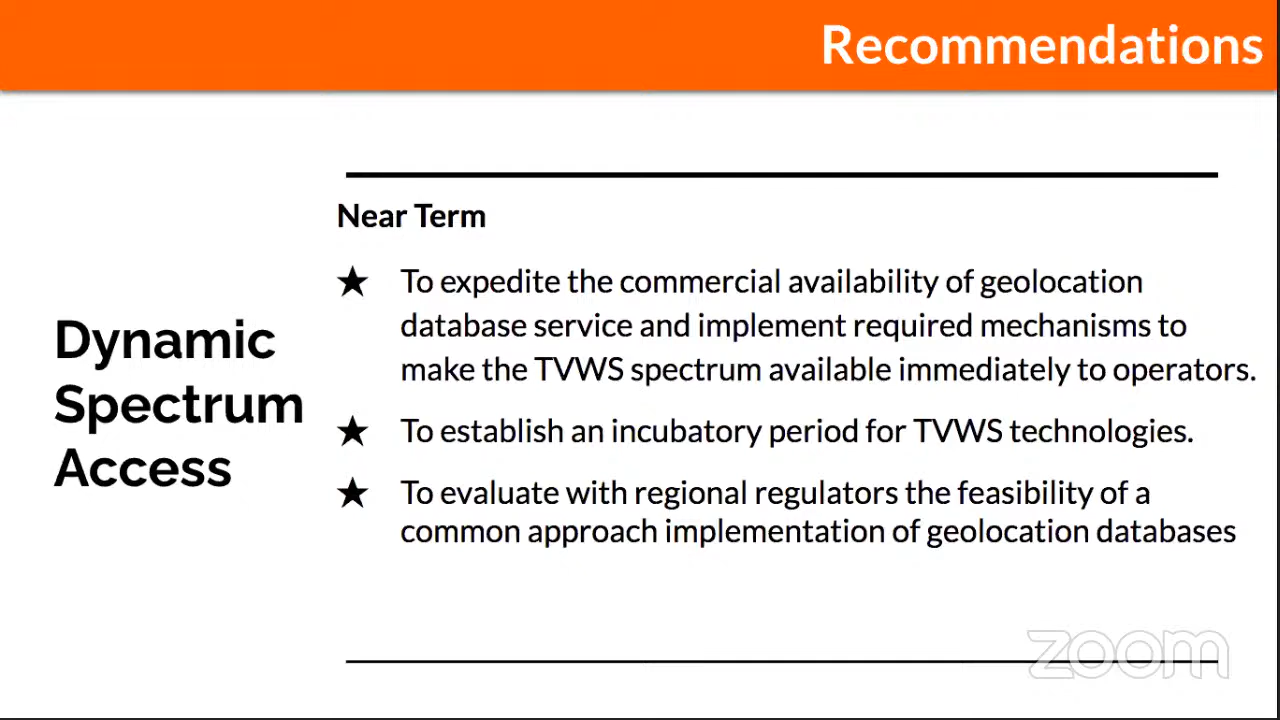 Recommendations
Near Term
Dynamic
Spectrum
Access
★ To expedite the commercial availability of geolocation
database service and implement required mechanisms to
make the TVWS spectrum available immediately to operators.
★ To establish an incubatory period for TVWS technologies.
★ To evaluate with regional regulators the feasibility of a
common approach implementation of geolocation databases
zoom